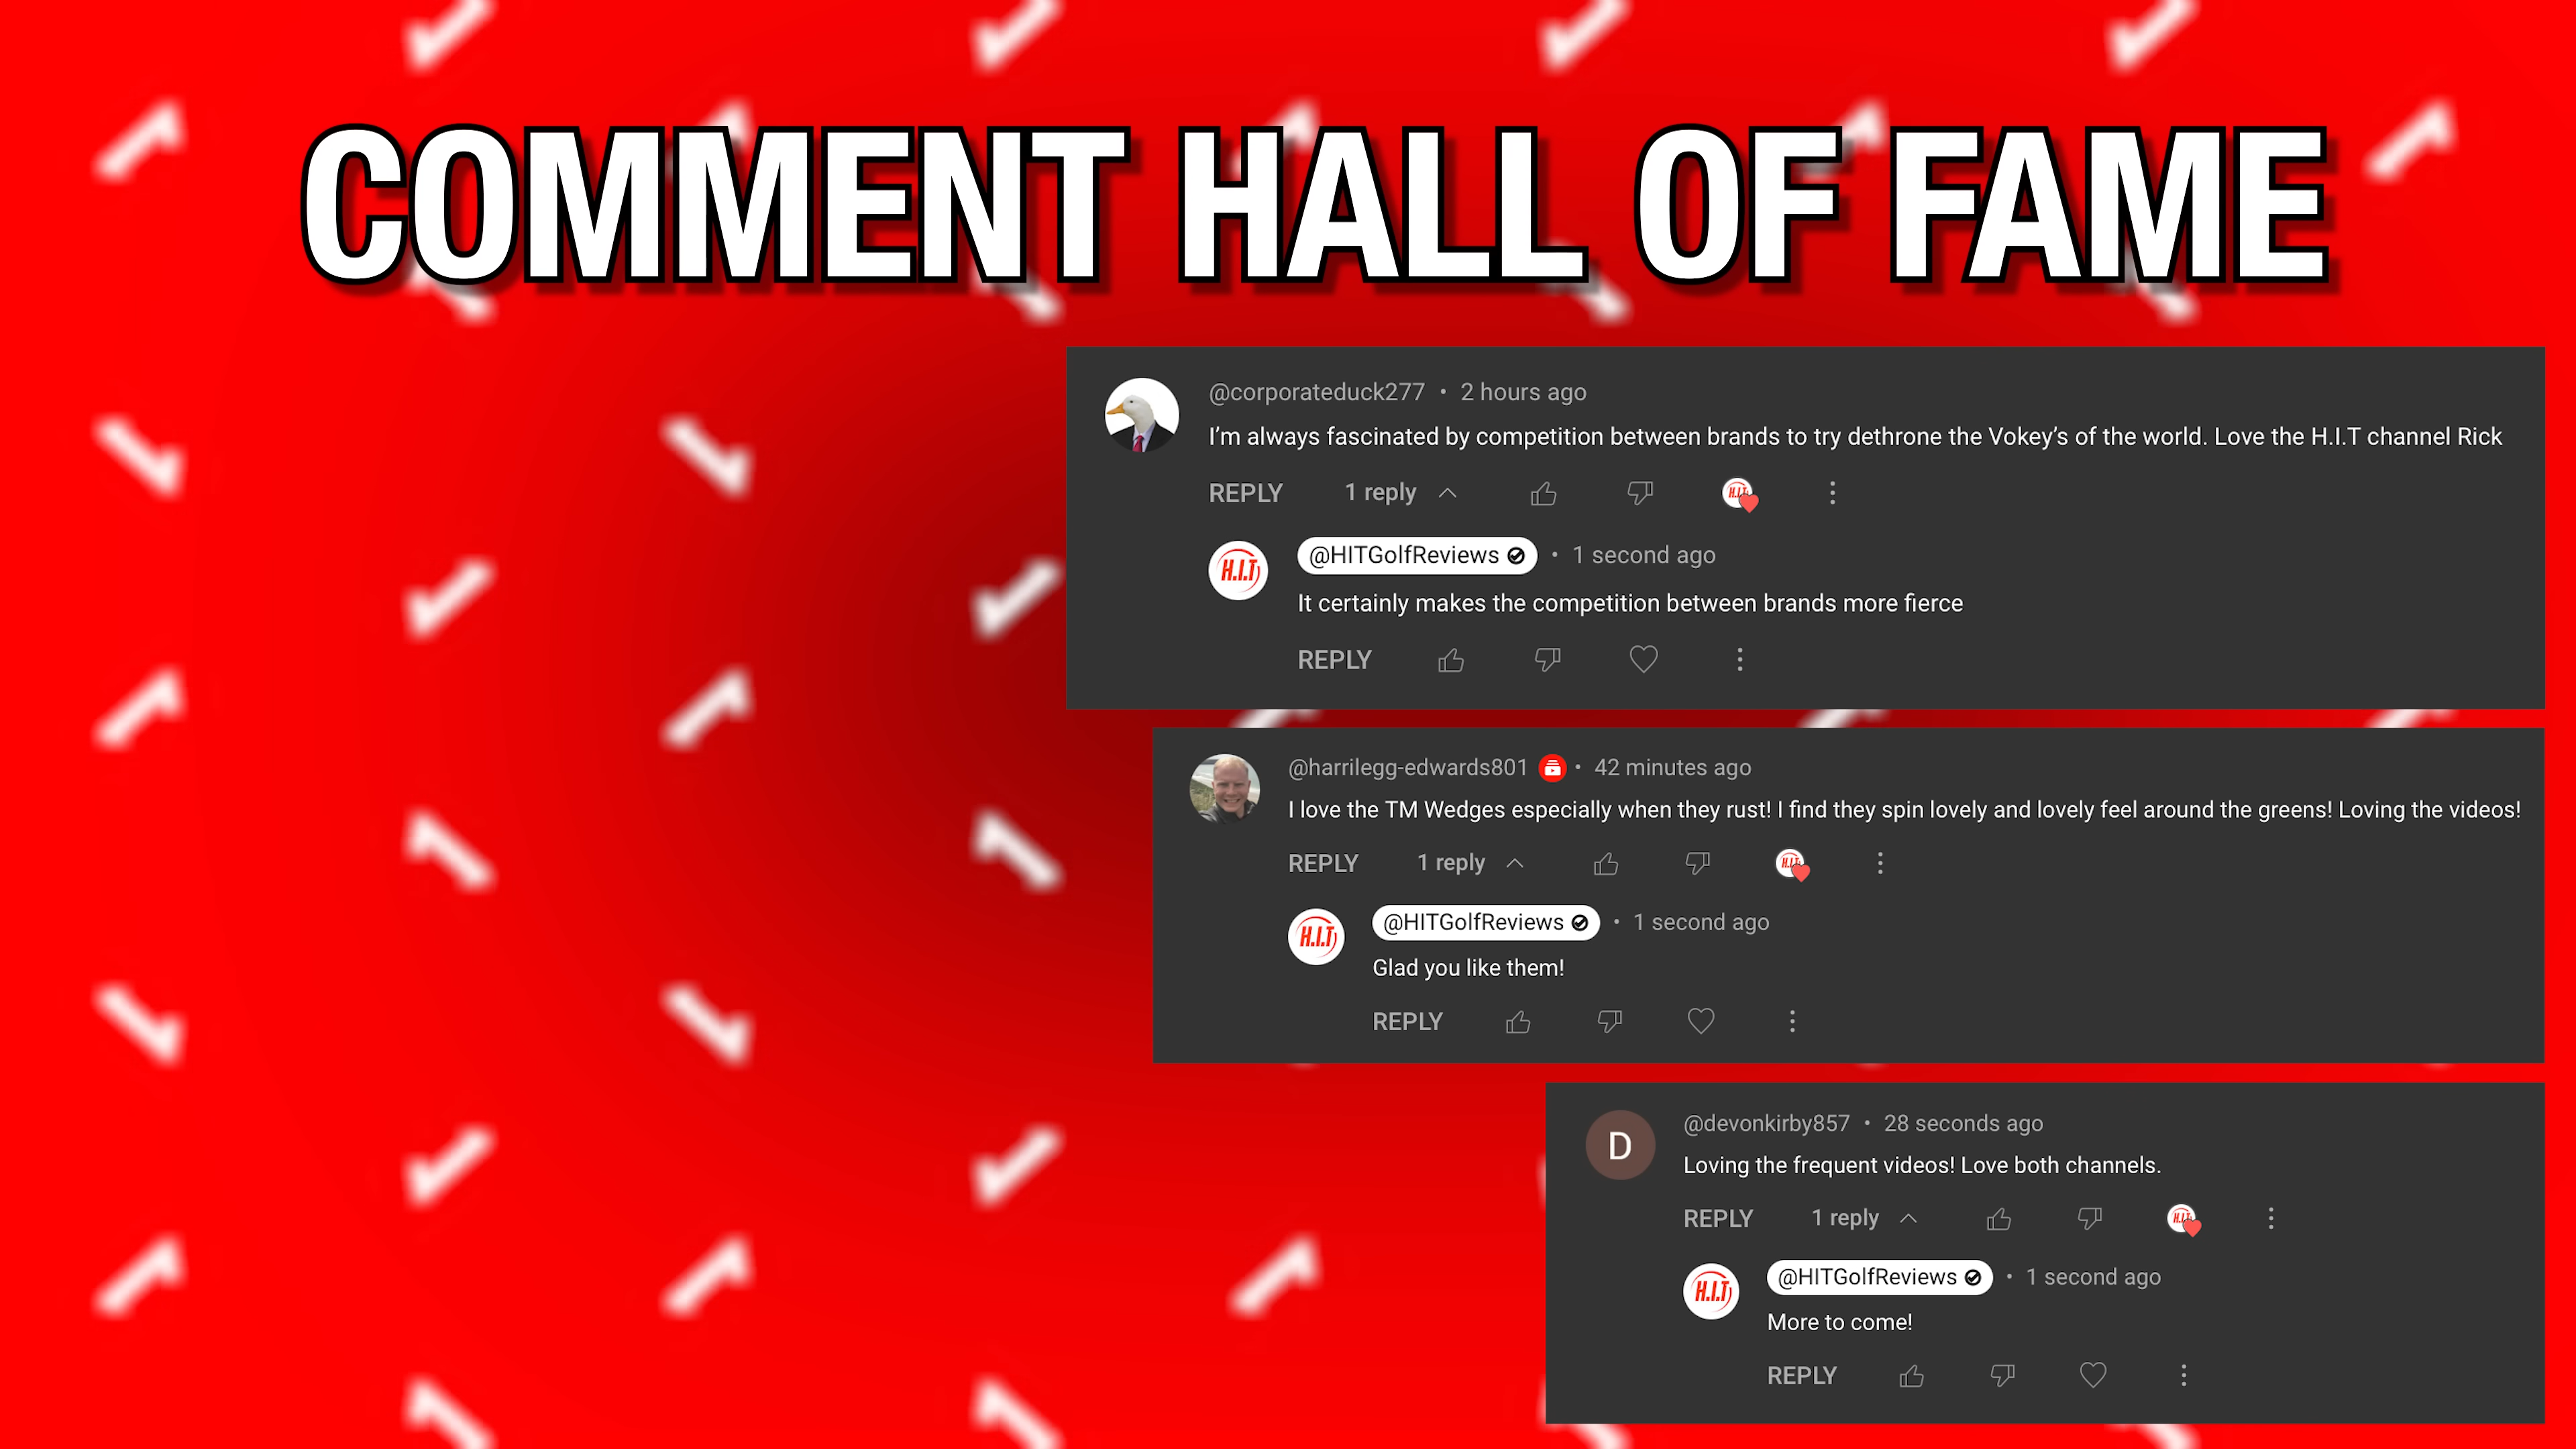 COMMENT HALL OF FAME
@corporateduck277 • 2 hours ago
I'm always fascinated by competition between brands to try dethrone the Vokey's of the world. Love the H.I.T channel Rick
REPLY 1 reply
H.I.T
H.I.T @HITGolfReviews • 1 second ago
It certainly makes the competition between brands more fierce
REPLY
@harrilegg-edwards801 • 42 minutes ago
I love the TM Wedges especially when they rust! I find they spin lovely and lovely feel around the greens! Loving the videos!
REPLY 1 reply
H.I.T
H.I.T @HITGolfReviews • 1 second ago
Glad you like them!
REPLY
D @devonkirby857 • 28 seconds ago
Loving the frequent videos! Love both channels.
REPLY 1 reply
H.I.T
H.I.T @HITGolfReviews • 1 second ago
More to come!
REPLY